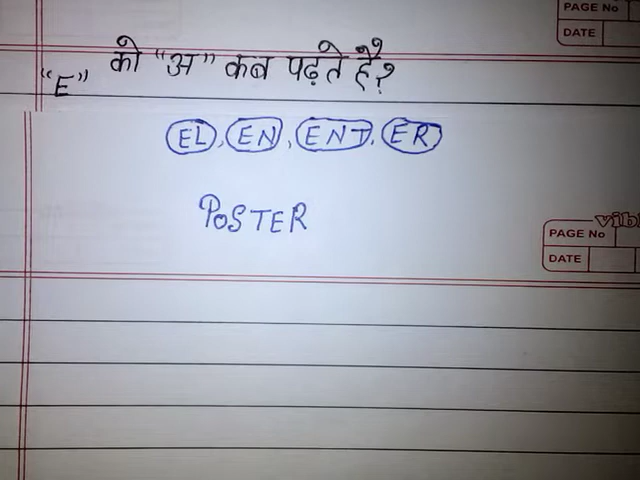 PAGE No
DATE
"E" को "अ" कब पढ़ते हैं?
EL, EN, ENT, ER
POSTER
PAGE No
DATE